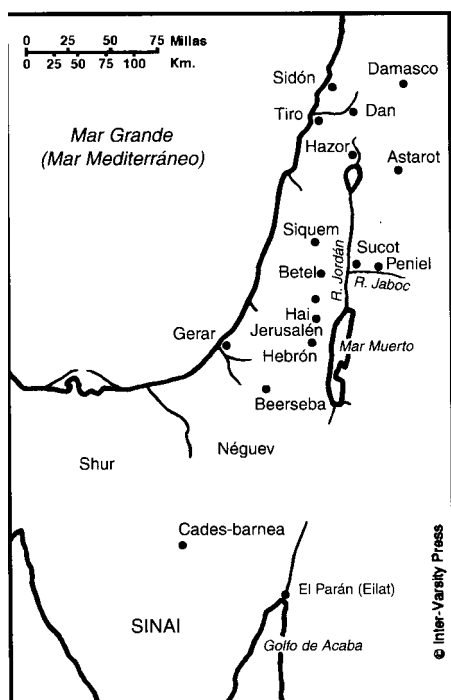 0 25 50 75 Millas
0 25 50 75 100 Km.
Damasco
Sidón
Tiro
Dan
Mar Grande
(Mar Mediterráneo)
Hazor
Astarot
Siquem
Sucot
Betel
R. Jordán
Peniel
R. Jaboc
Hai
Gerar
Jerusalén
Mar Muerto
Hebrón
Beerseba
Néguev
Shur
Cades-barnea
El Parán (Eilat)
SINAI
Golfo de Acaba
© Inter-Varsity Press